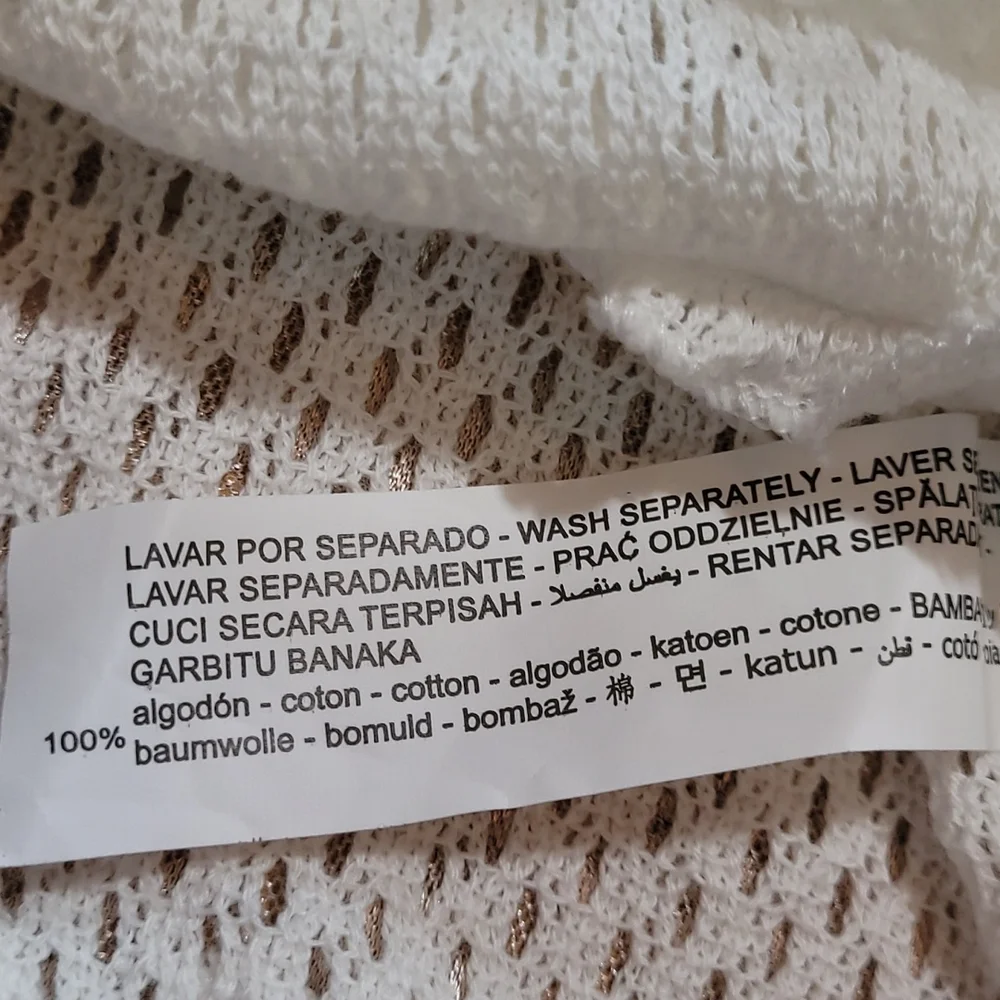 LAVAR POR SEPARADO - WASH SEPARATELY - LAVER
LAVAR SEPARADAMENTE - PRAĆ ODDZIELNIE - SPĂLAT
CUCI SECARA TERPISAH - يغسل منفصلا - RENTAR SEPARAD
GARBITU BANAKA
algodón - coton - cotton - algodão - katoen - cotone -
100% baumwolle - bomuld - bombaž - 棉 - 면 - katun - قطن - cotó